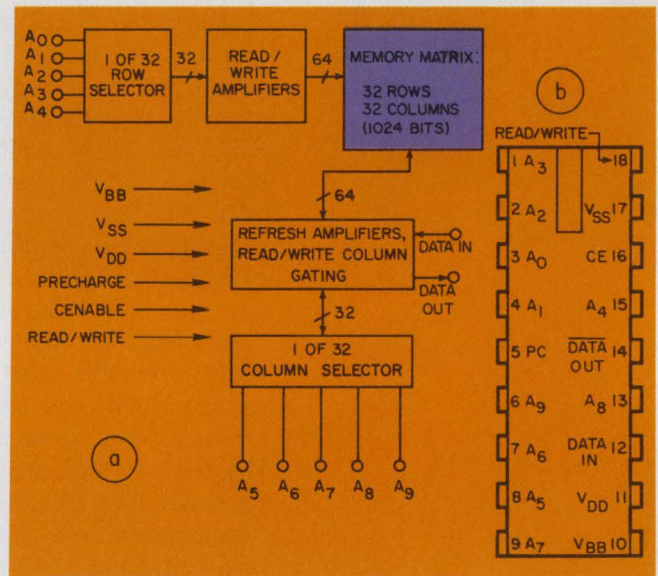 A0
A1
A2
A3
A4
1 OF 32
ROW
SELECTOR
32
READ/
WRITE
AMPLIFIERS
64
MEMORY MATRIX:
32 ROWS
32 COLUMNS
(1024 BITS)
VBB
VSS
VDD
PRECHARGE
CENABLE
READ/WRITE
64
REFRESH AMPLIFIERS,
READ/WRITE COLUMN
GATING
DATA IN
DATA
OUT
32
1 OF 32
COLUMN SELECTOR
A5 A6 A7 A8 A9
a
b
READ/WRITE
1 A3 18
2 A2 VSS 17
3 A0 CE 16
4 A1 A4 15
5 PC DATA OUT 14
6 A9 A8 13
7 A6 DATA IN 12
8 A5 VDD 11
9 A7 VBB 10